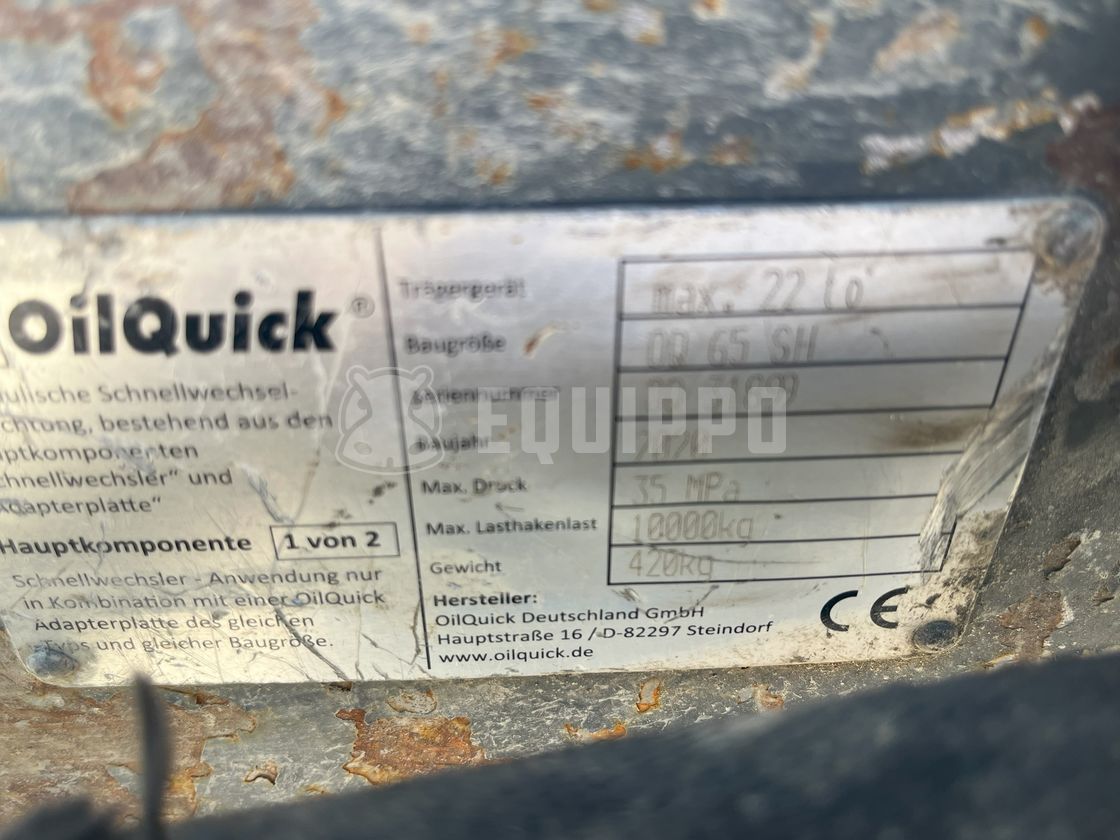 OilQuick®
ulische Schnellwechsel-
chtung, bestehend aus den
ptkomponenten
chnellwechsler" und
dapterplatte"
Hauptkomponente 1 von 2
Schnellwechsler - Anwendung nur
in Kombination mit einer OilQuick
Adapterplatte des gleichen
Typs und gleicher Baugröße.
Trägergerät max. 22 to
Baugröße OQ 65 SH
Seriennummer
Baujahr
Max. Druck 35 MPa
Max. Lasthakenlast 10000kg
Gewicht 420kg
Hersteller:
OilQuick Deutschland GmbH
Hauptstraße 16 / D-82297 Steindorf
www.oilquick.de
CE
EQUIPPO